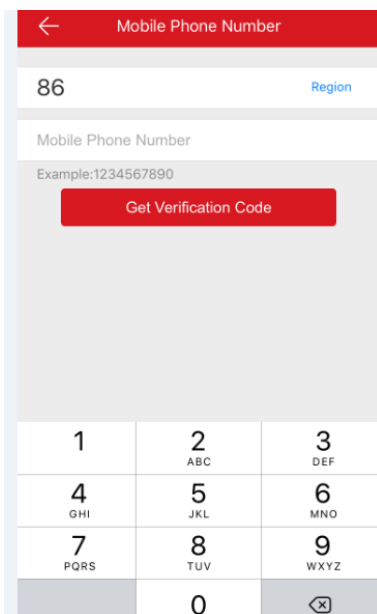 Mobile Phone Number
86 Region
Mobile Phone Number
Example:1234567890
Get Verification Code
1 2 3
ABC DEF
4 5 6
GHI JKL MNO
7 8 9
PQRS TUV WXYZ
0